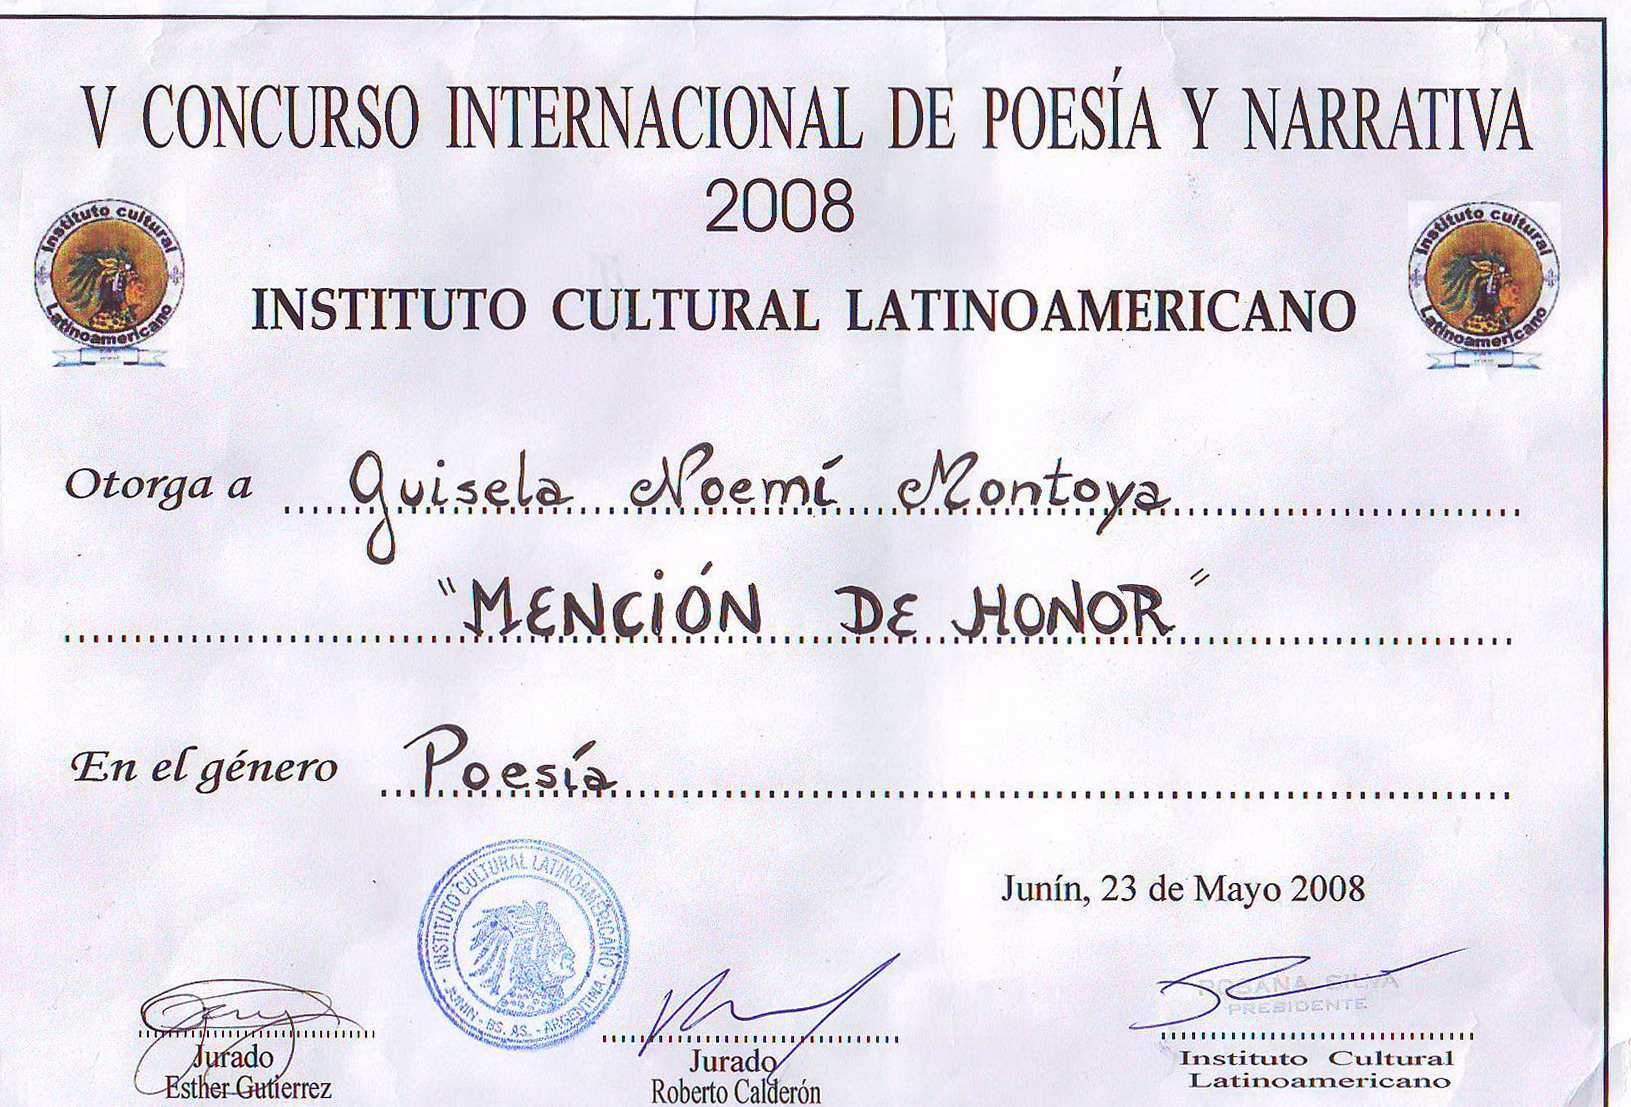 V CONCURSO INTERNACIONAL DE POESÍA Y NARRATIVA
2008
Instituto cultural Latinoamericano
Instituto cultural Latinoamericano
INSTITUTO CULTURAL LATINOAMERICANO
Otorga a Guisela Noemí Montoya
"MENCIÓN DE HONOR"
En el género Poesía
INSTITUTO CULTURAL LATINOAMERICANO - JUNIN - BS. AS. - ARGENTINA -
Junín, 23 de Mayo 2008
ROSANA SILVA
PRESIDENTE
Jurado
Esther Gutierrez
Jurado
Roberto Calderón
Instituto Cultural
Latinoamericano